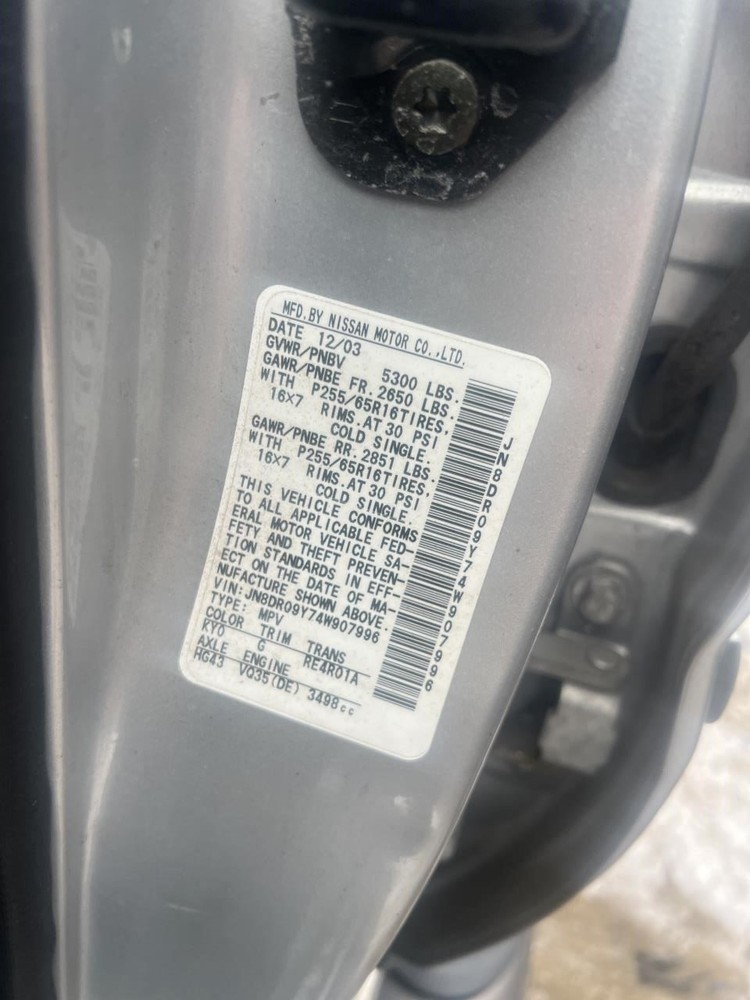 MFD.BY NISSAN MOTOR CO.,LTD.
DATE 12/03
GVWR/PNBV 5300 LBS.
GAWR/PNBE FR. 2650 LBS.
WITH P255/65R16TIRES,
16×7 RIMS.AT 30 PSI
COLD SINGLE.
GAWR/PNBE RR. 2851 LBS.
WITH P255/65R16TIRES,
16×7 RIMS.AT 30 PSI
COLD SINGLE.
THIS VEHICLE CONFORMS
TO ALL APPLICABLE FED-
ERAL MOTOR VEHICLE SA-
FETY AND THEFT PREVEN-
TION STANDARDS IN EFF-
ECT ON THE DATE OF MA-
NUFACTURE SHOWN ABOVE.
VIN:JN8DR09Y74W907996
TYPE: MPV
COLOR TRIM TRANS
KY0 G RE4R01A
AXLE ENGINE
HG43 VQ35(DE) 3498cc
JN8DR09Y74W907996